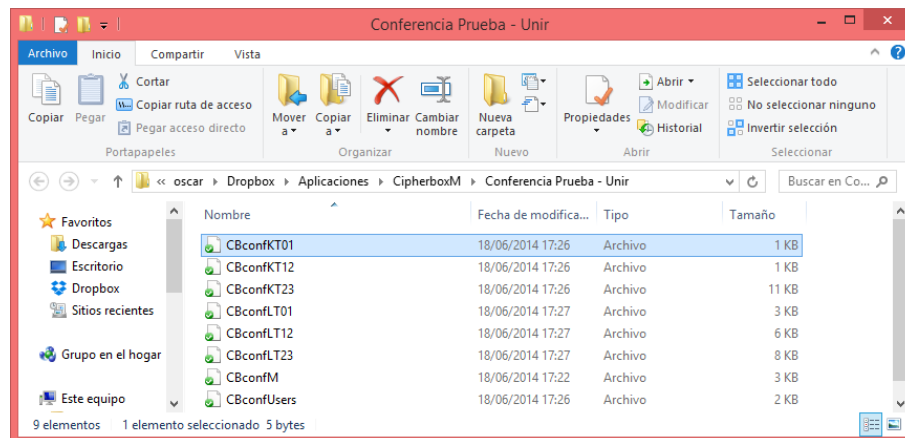 Conferencia Prueba - Unir
Archivo Inicio Compartir Vista
Copiar
Pegar
Cortar
Copiar ruta de acceso
Pegar acceso directo
Portapapeles
Mover a
Copiar a
Eliminar
Cambiar nombre
Organizar
Nueva carpeta
Nuevo
Propiedades
Abrir
Modificar
Historial
Abrir
Seleccionar todo
No seleccionar ninguno
Invertir selección
Seleccionar
« oscar Dropbox Aplicaciones CipherboxM Conferencia Prueba - Unir
Buscar en Co...
Favoritos
Descargas
Escritorio
Dropbox
Sitios recientes
Grupo en el hogar
Este equipo
Nombre Fecha de modifica... Tipo Tamaño
CBconfKT01 18/06/2014 17:26 Archivo 1 KB
CBconfKT12 18/06/2014 17:26 Archivo 1 KB
CBconfKT23 18/06/2014 17:26 Archivo 11 KB
CBconfLT01 18/06/2014 17:27 Archivo 3 KB
CBconfLT12 18/06/2014 17:27 Archivo 6 KB
CBconfLT23 18/06/2014 17:27 Archivo 8 KB
CBconfM 18/06/2014 17:22 Archivo 3 KB
CBconfUsers 18/06/2014 17:26 Archivo 2 KB
9 elementos 1 elemento seleccionado 5 bytes